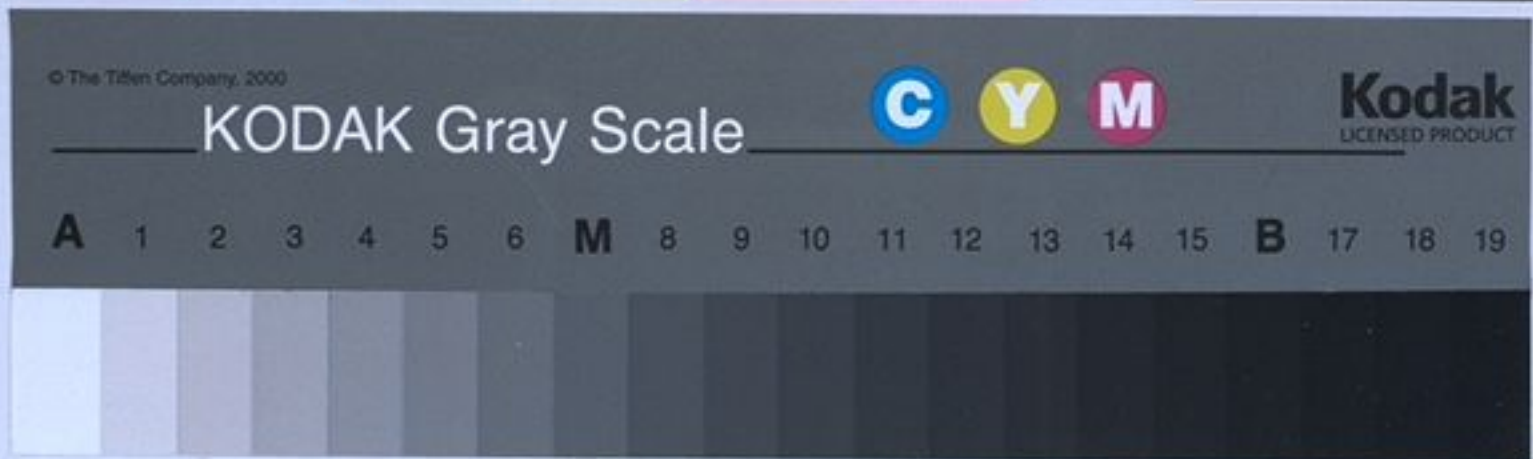 © The Tiffen Company, 2000
KODAK Gray Scale
C Y M
Kodak
LICENSED PRODUCT
A 1 2 3 4 5 6 M 8 9 10 11 12 13 14 15 B 17 18 19